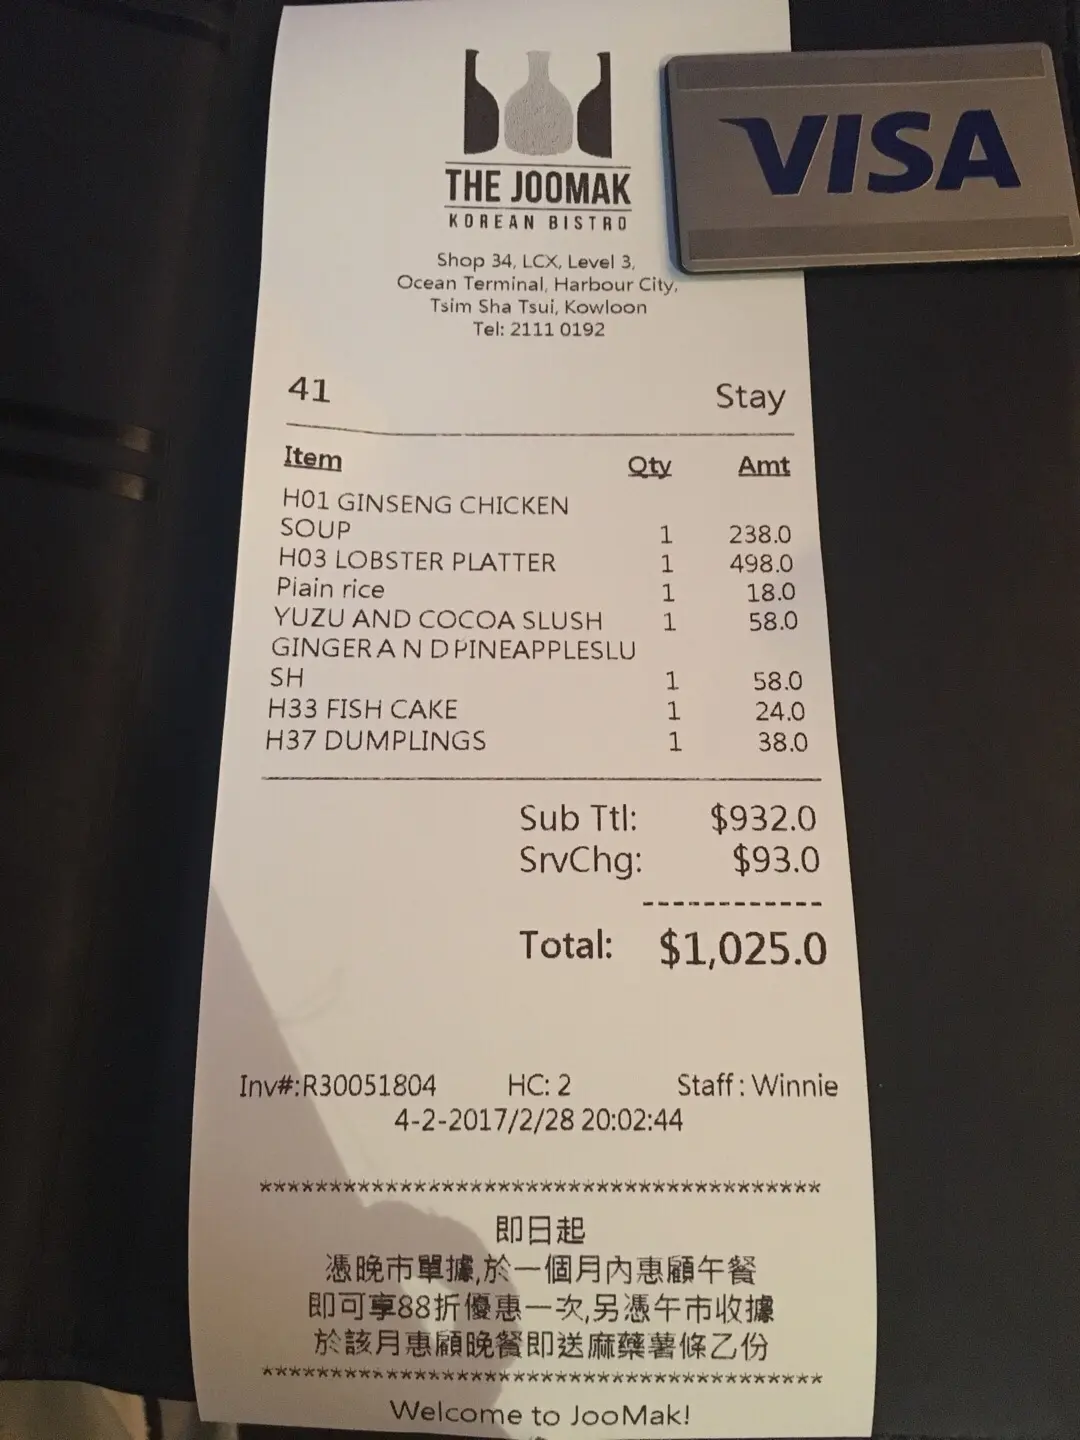 THE JOOMAK
KOREAN BISTRO
VISA
Shop 34, LCX, Level 3,
Ocean Terminal, Harbour City,
Tsim Sha Tsui, Kowloon
Tel: 2111 0192
41 Stay
Item Qty Amt
H01 GINSENG CHICKEN
SOUP 1 238.0
H03 LOBSTER PLATTER 1 498.0
Plain rice 1 18.0
YUZU AND COCOA SLUSH 1 58.0
GINGER A N D PINEAPPLESLU
SH 1 58.0
H33 FISH CAKE 1 24.0
H37 DUMPLINGS 1 38.0
Sub Ttl: $932.0
SrvChg: $93.0
------------
Total: $1,025.0
Inv#:R30051804 HC: 2 Staff : Winnie
4-2-2017/2/28 20:02:44
****************************************
即日起
憑晚市單據,於一個月內惠顧午餐
即可享88折優惠一次,另憑午市收據
於該月惠顧晚餐即送麻藥薯條乙份
****************************************
Welcome to JooMak!